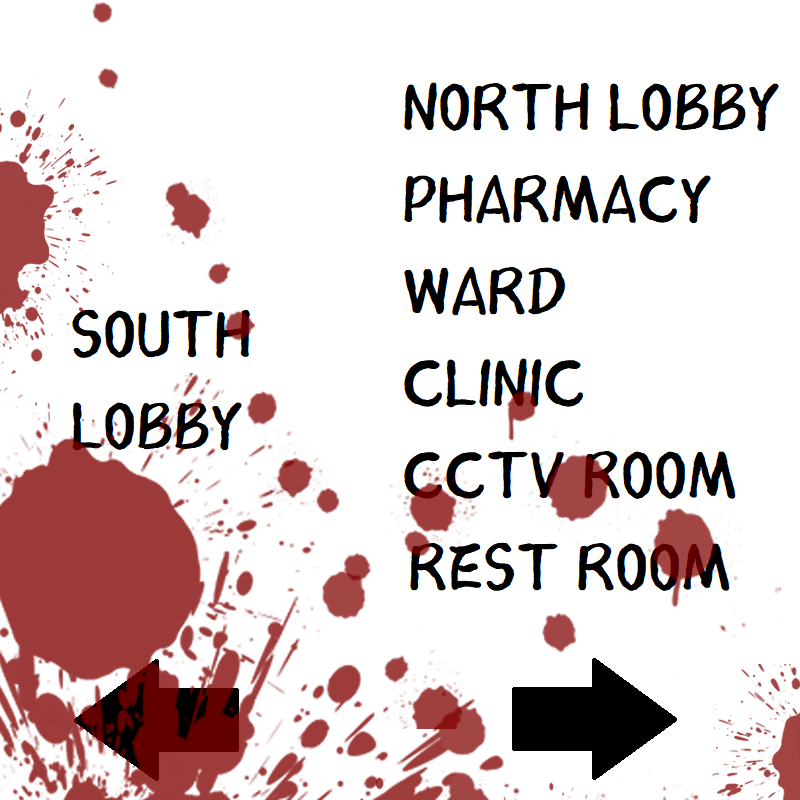 SOUTH
LOBBY
NORTH LOBBY
PHARMACY
WARD
CLINIC
CCTV ROOM
REST ROOM